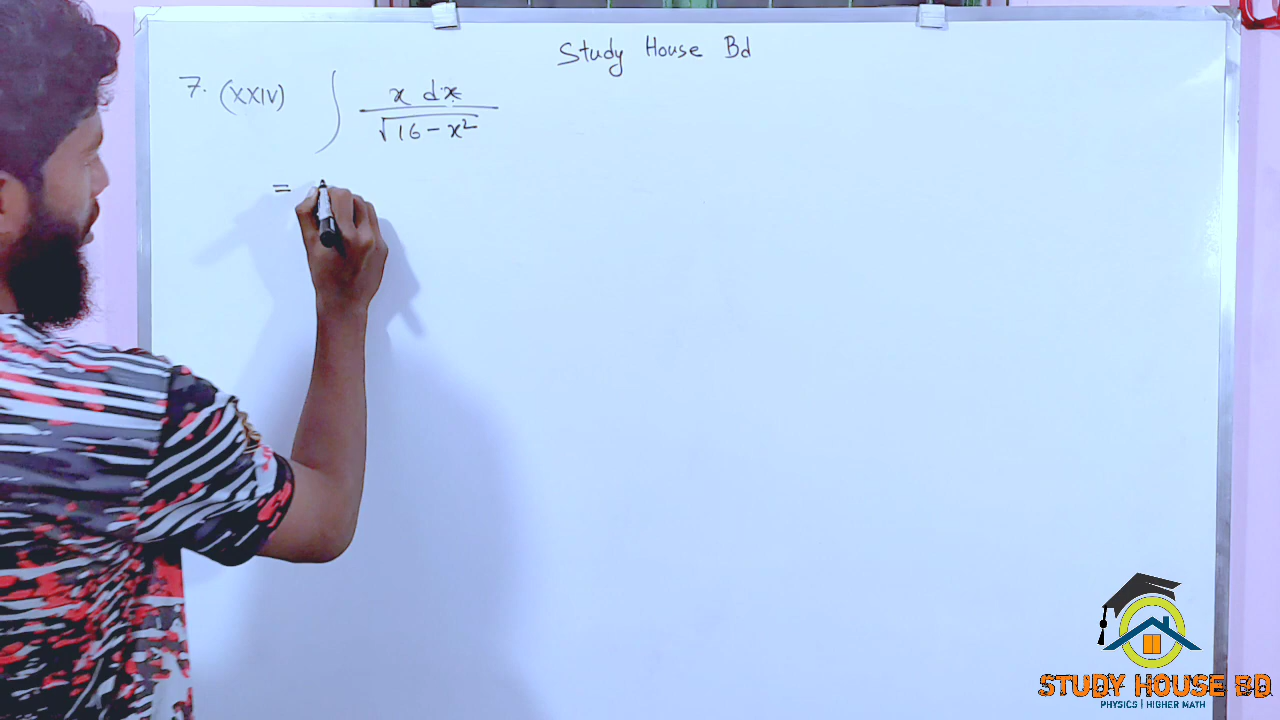 Study House Bd
7. (XXIV) ∫ x dx / √16 - x²
=
STUDY HOUSE BD
PHYSICS | HIGHER MATH